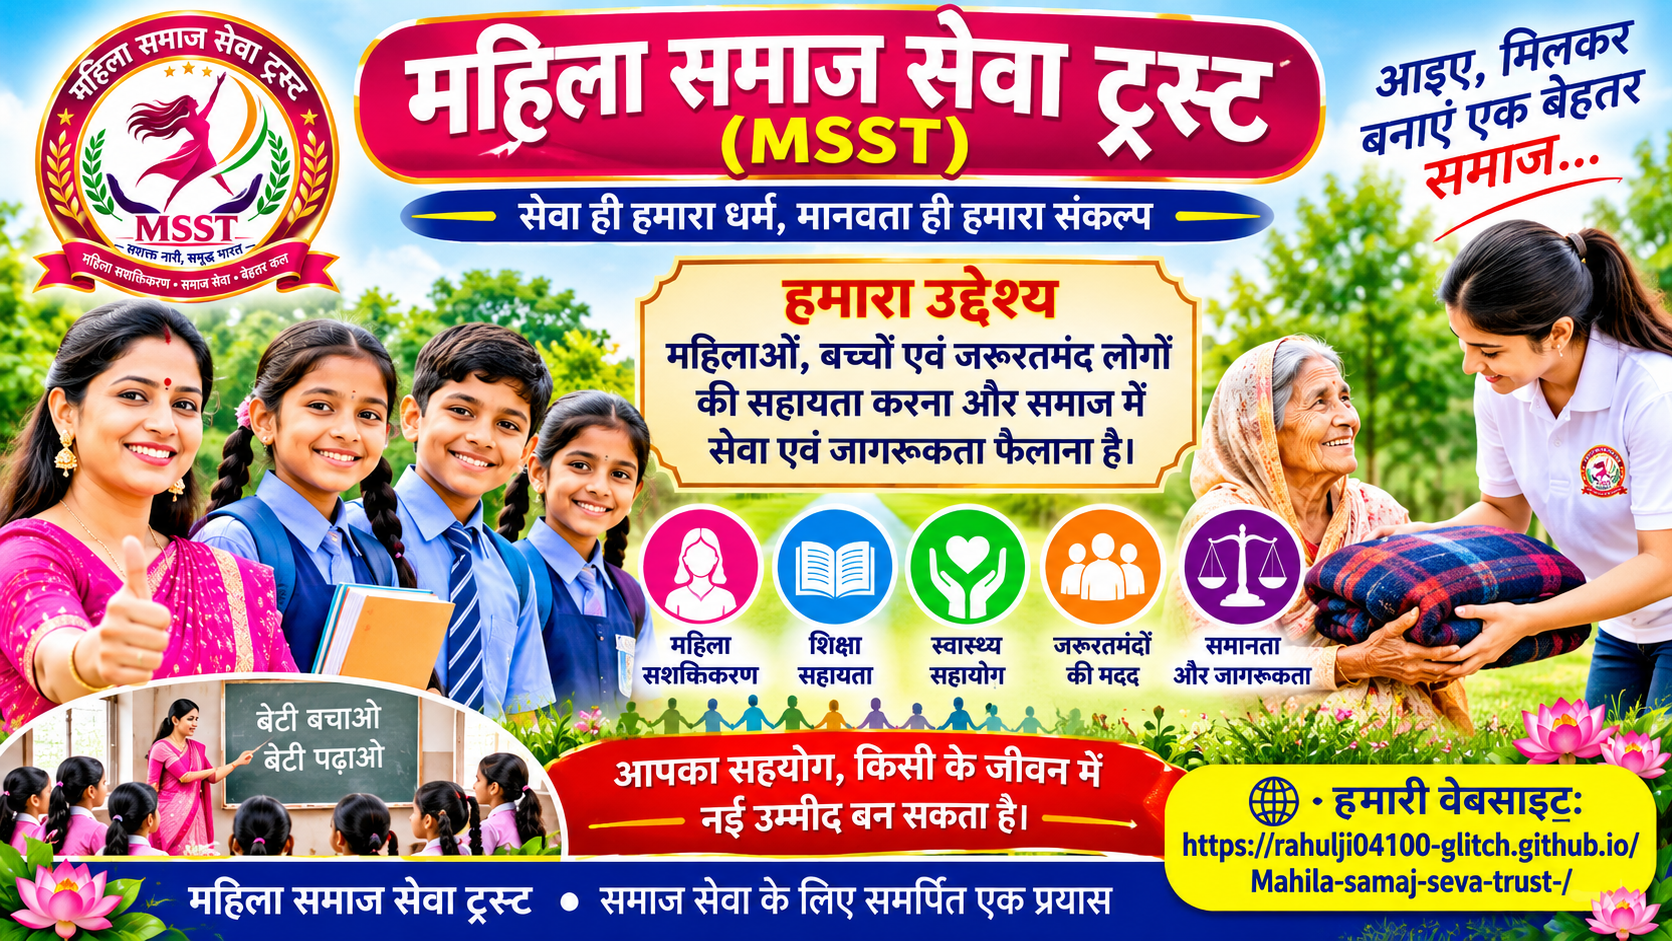 महिला समाज सेवा ट्रस्ट
MSST
सशक्त नारी, समृद्ध भारत
महिला सशक्तिकरण • समाज सेवा • बेहतर कल
महिला समाज सेवा ट्रस्ट
(MSST)
सेवा ही हमारा धर्म, मानवता ही हमारा संकल्प
आइए, मिलकर
बनाएं एक बेहतर
समाज...
हमारा उद्देश्य
महिलाओं, बच्चों एवं जरूरतमंद लोगों
की सहायता करना और समाज में
सेवा एवं जागरूकता फैलाना है।
महिला
सशक्तिकरण
शिक्षा
सहायता
स्वास्थ्य
सहायोग
जरूरतमंदों
की मदद
समानता
और जागरूकता
बेटी बचाओ
बेटी पढ़ाओ
आपका सहयोग, किसी के जीवन में
नई उम्मीद बन सकता है।
• हमारी वेबसाइट:
https://rahulji04100-glitch.github.io/
Mahila-samaj-seva-trust-/
महिला समाज सेवा ट्रस्ट • समाज सेवा के लिए समर्पित एक प्रयास